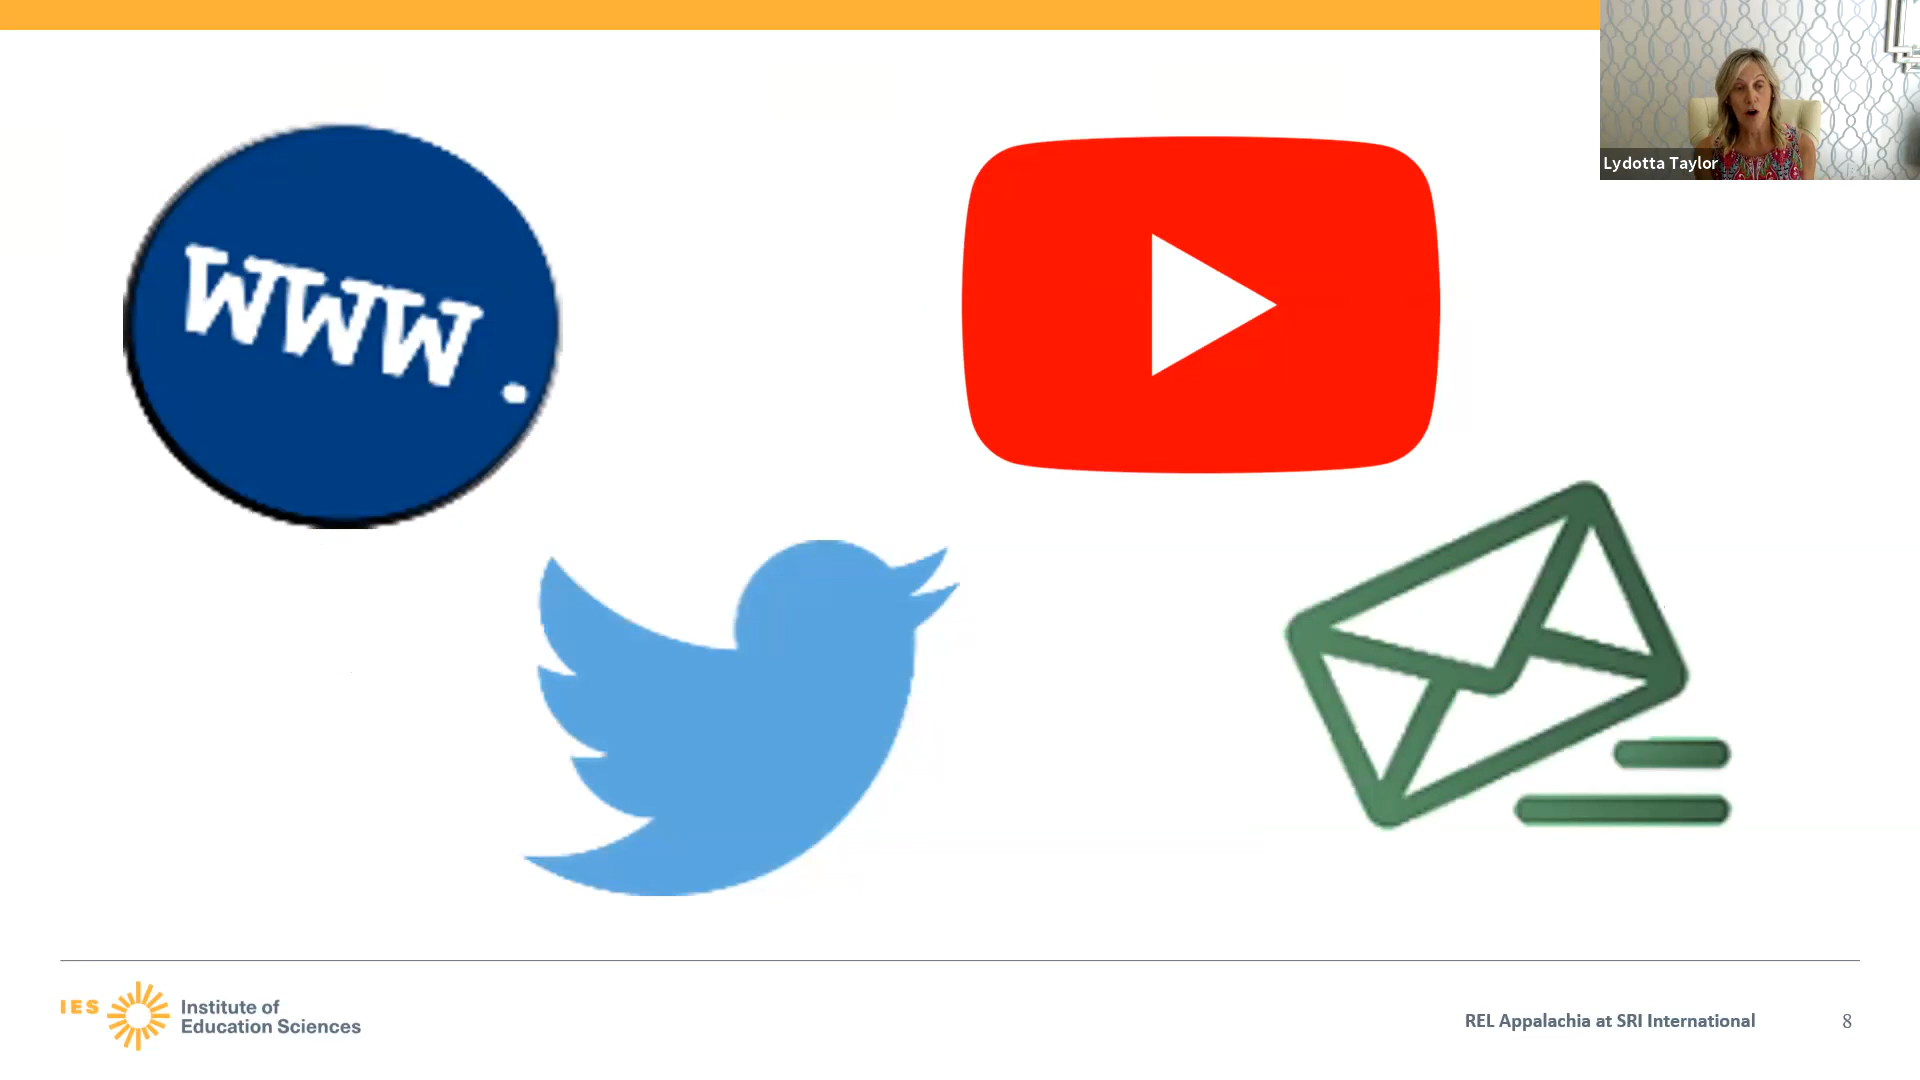 Lydotta Taylor
www.
IES
Institute of
Education Sciences
REL Appalachia at SRI International
8